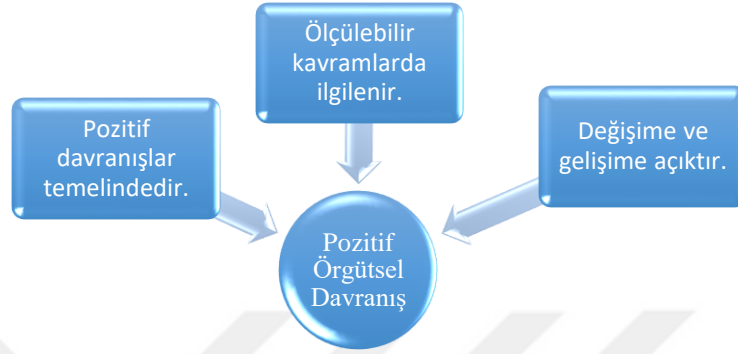 Pozitif
davranışlar
temelindedir.
Ölçülebilir
kavramlarda
ilgilenir.
Değişime ve
gelişime açıktır.
Pozitif
Örgütsel
Davranış